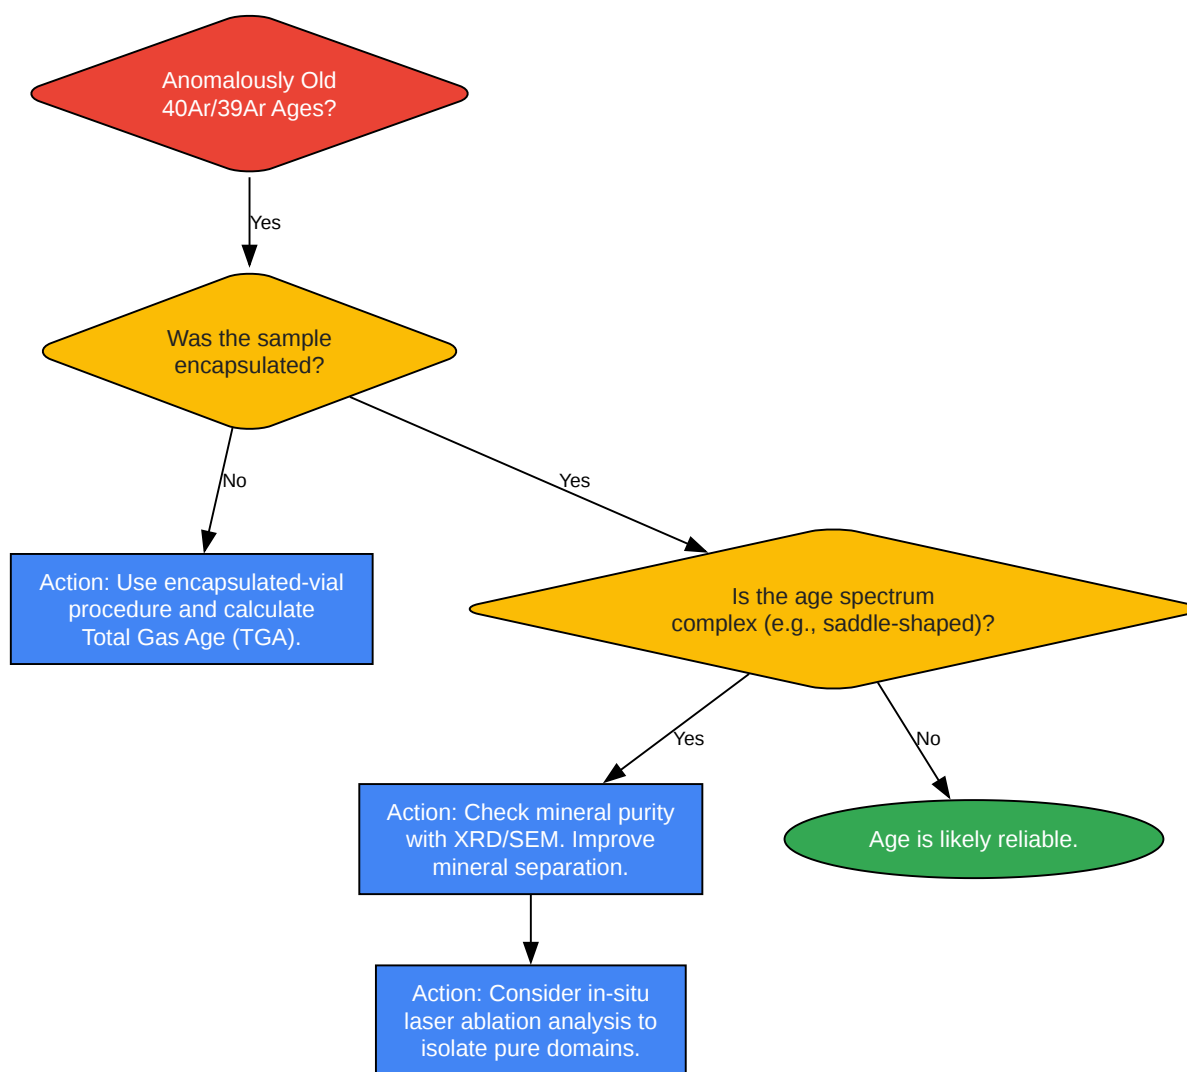 Anomalously Old
40Ar/39Ar Ages?
Yes
Was the sample
encapsulated?
No
Yes
Action: Use encapsulated-vial
procedure and calculate
Total Gas Age (TGA).
Is the age spectrum
complex (e.g., saddle-shaped)?
Yes
No
Action: Check mineral purity
with XRD/SEM. Improve
mineral separation.
Age is likely reliable.
Action: Consider in-situ
laser ablation analysis to
isolate pure domains.